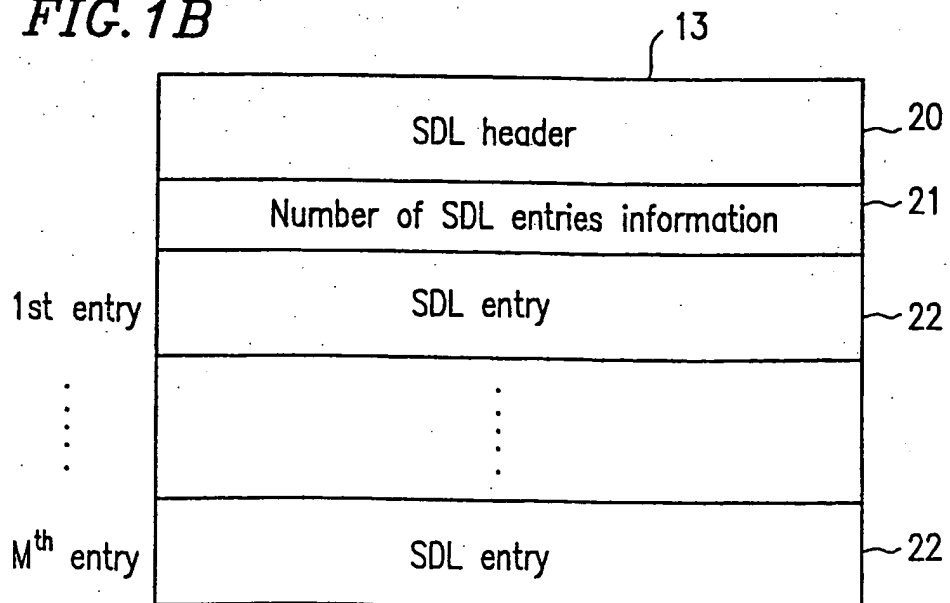 FIG. 1B
13
SDL header
20
Number of SDL entries information
21
1st entry
SDL entry
22
Mth entry
SDL entry
22